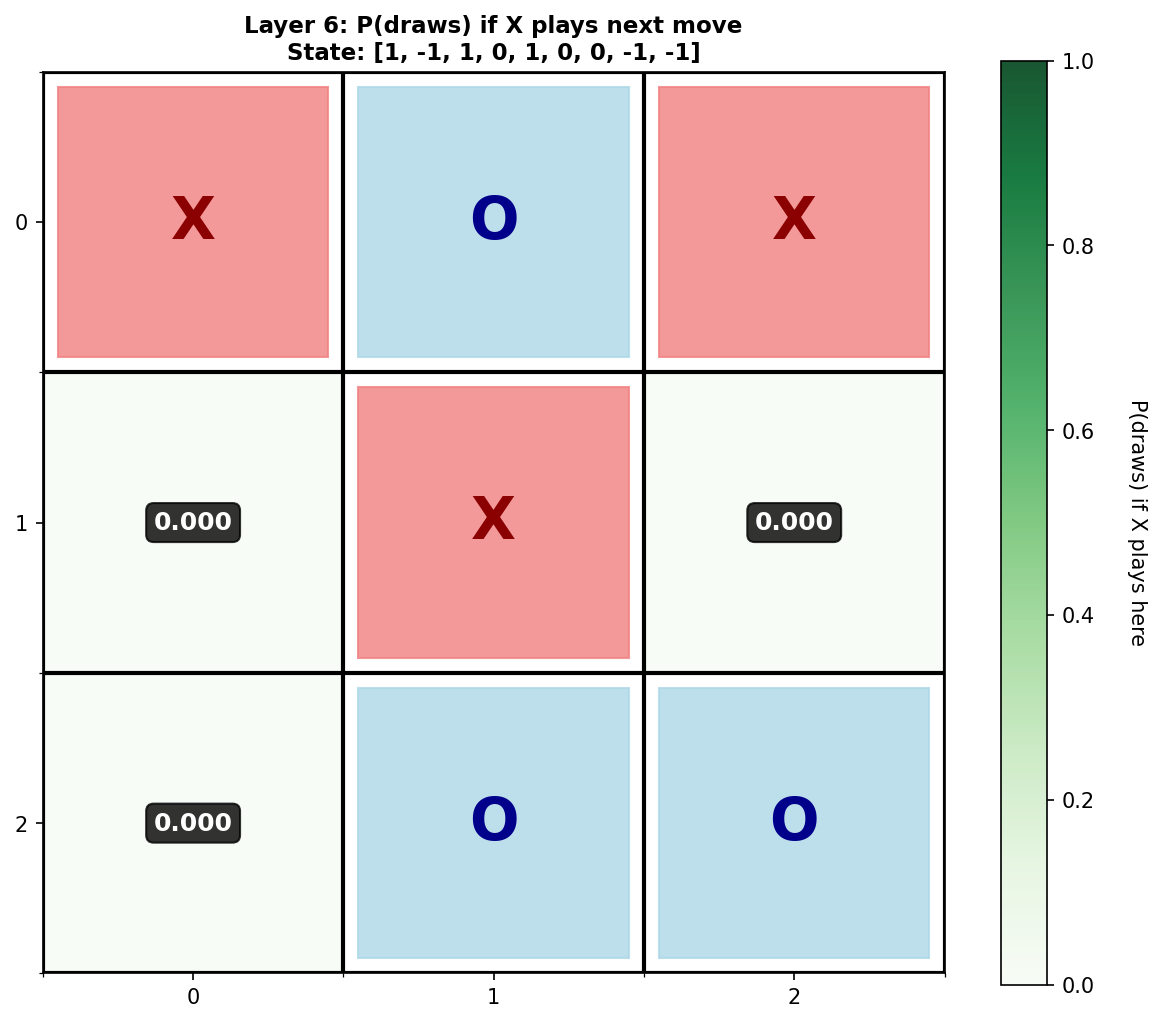 Layer 6: P(draws) if X plays next move
State: [1, -1, 1, 0, 1, 0, 0, -1, -1]
X
O
X
0
0.000
X
0.000
1
0.000
O
O
2
0
1
2
1.0
0.8
0.6
0.4
0.2
0.0
P(draws) if X plays here